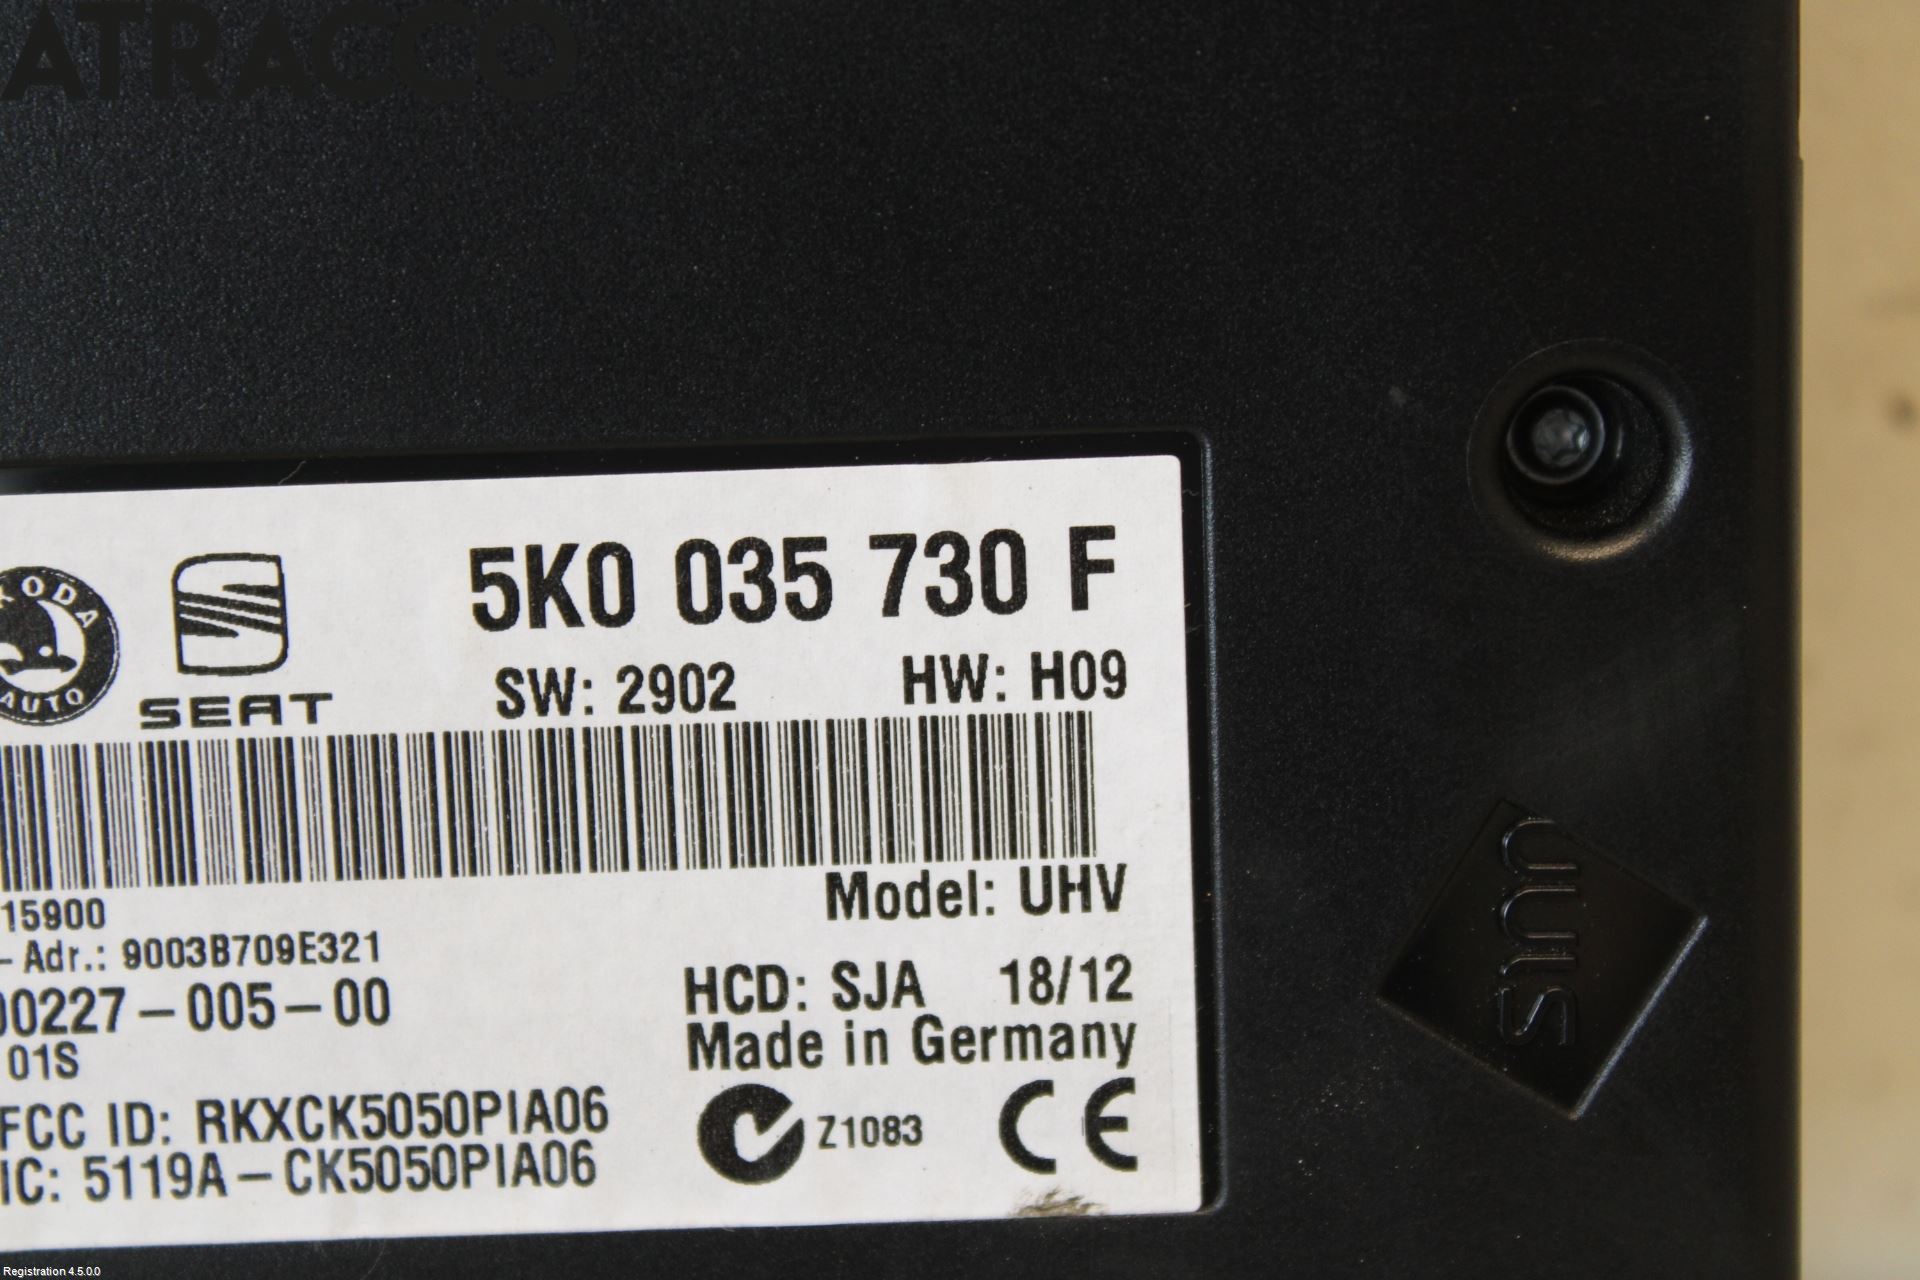 ATRACCO
5K0 035 730 F
SKODA
AUTO
SEAT
SW: 2902 HW: H09
Model: UHV
15900
- Adr.: 9003B709E321
00227-005-00
HCD: SJA 18/12
01S
Made in Germany
FCC ID: RKXCK5050PIA06
Z1083 CE
IC: 5119A-CK5050PIA06
smm
Registration 4.5.0.0